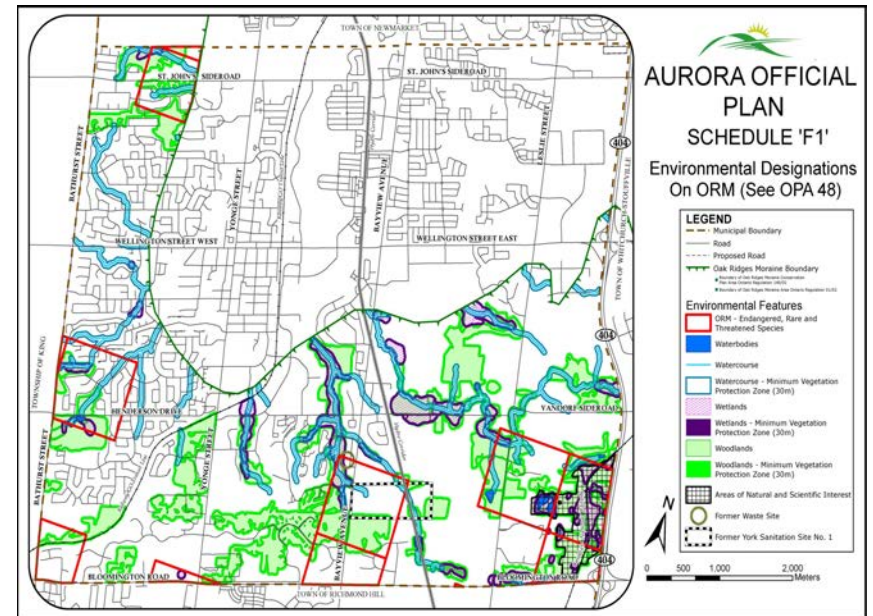 TOWN OF NEWMARKET
ST. JOHN'S SIDEROAD
ST. JOHN'S SIDEROAD
BATHURST STREET
YONGE STREET
BAYVIEW AVENUE
LESLIE STREET
404
TOWN OF WHITCHURCH-STOUFFVILLE
WELLINGTON STREET WEST
WELLINGTON STREET EAST
TOWNSHIP OF KING
404
HENDERSON DRIVE
VANDORF SIDEROAD
BATHURST STREET
YONGE STREET
BAYVIEW AVENUE
BLOOMINGTON ROAD
BLOOMINGTON ROAD
404
TOWN OF RICHMOND HILL
AURORA OFFICIAL
PLAN
SCHEDULE 'F1'
Environmental Designations
On ORM (See OPA 48)
LEGEND
Municipal Boundary
Road
Proposed Road
Oak Ridges Moraine Boundary
Environmental Features
ORM - Endangered, Rare and
Threatened Species
Waterbodies
Watercourse
Watercourse - Minimum Vegetation
Protection Zone (30m)
Wetlands
Wetlands - Minimum Vegetation
Protection Zone (30m)
Woodlands
Woodlands - Minimum Vegetation
Protection Zone (30m)
Areas of Natural and Scientific Interest
Former Waste Site
Former York Sanitation Site No. 1
N
0 500 1,000 2,000
Meters